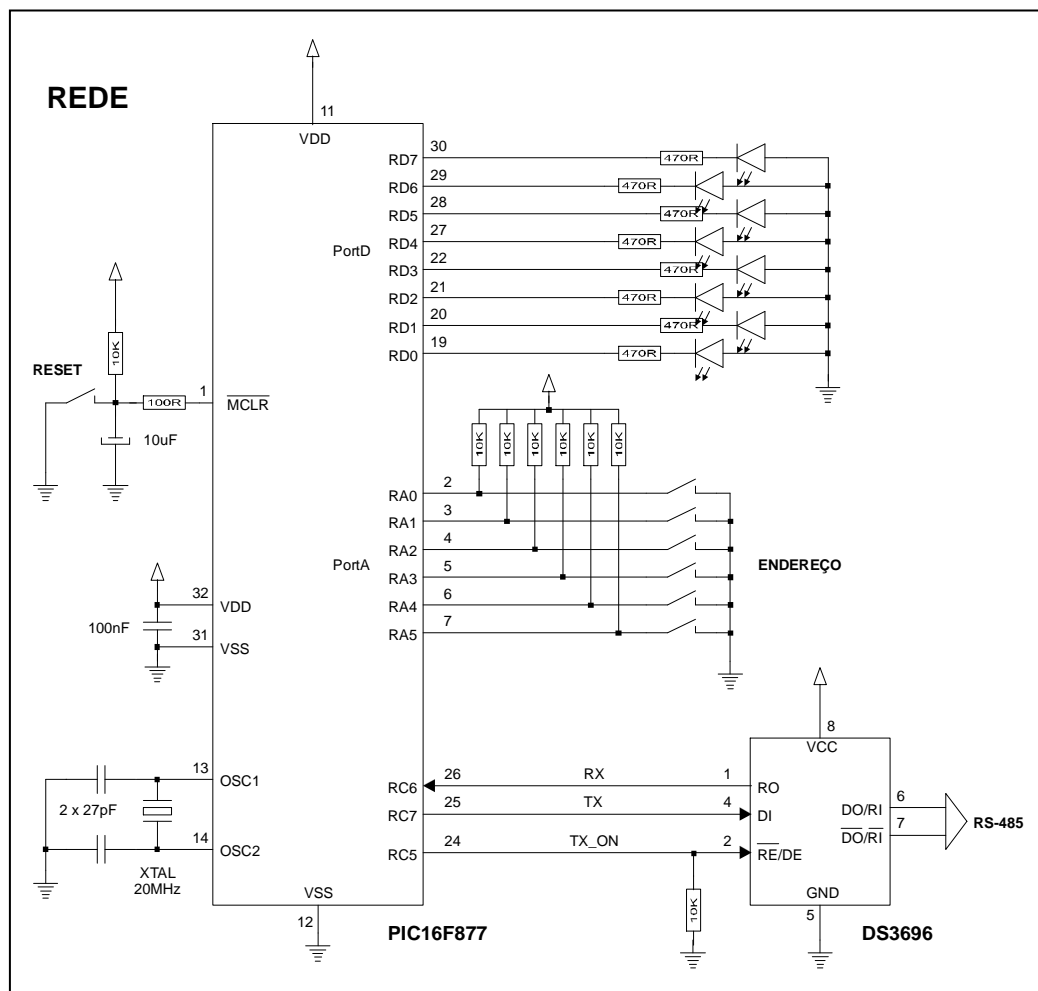 REDE
11
VDD
RD7 30 470R
RD6 29 470R
RD5 28 470R
RD4 27 470R
RD3 22 470R
RD2 21 470R
RD1 20 470R
RD0 19 470R
PortD
10K
RESET
1
100R
MCLR
10uF
10K 10K 10K 10K 10K 10K
RA0 2
RA1 3
RA2 4
RA3 5
RA4 6
RA5 7
PortA
ENDEREÇO
32
VDD
100nF
31
VSS
13
OSC1
2 x 27pF
14
OSC2
XTAL
20MHz
VSS
12
PIC16F877
RC6 26 RX 1 RO
RC7 25 TX 4 DI
RC5 24 TX_ON 2 RE/DE
10K
8
VCC
DO/RI 6
DO/RI 7
RS-485
GND
5
DS3696